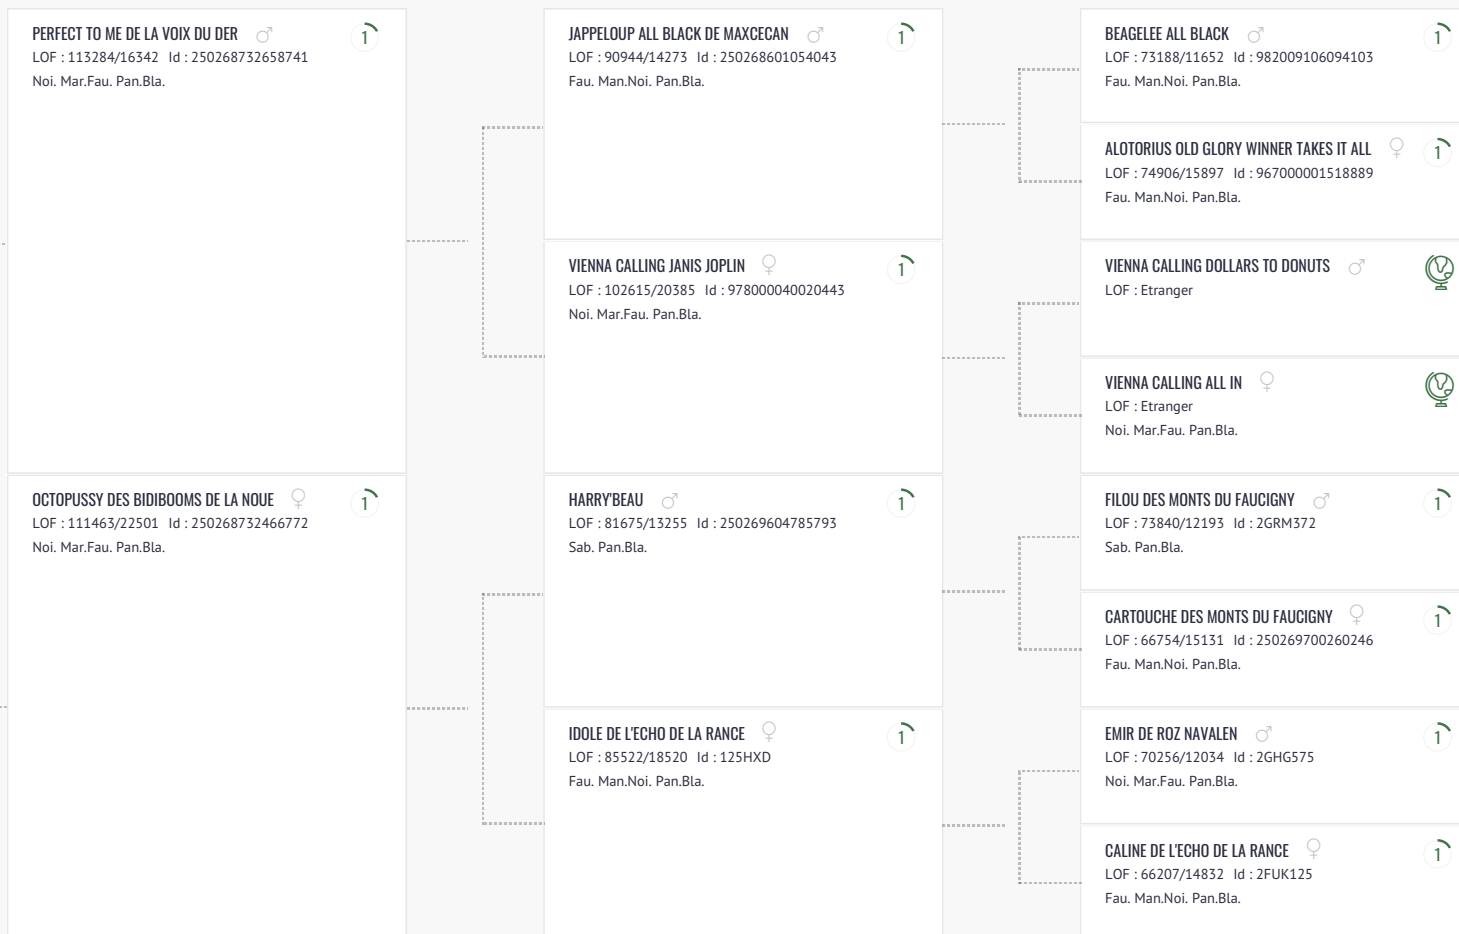 PERFECT TO ME DE LA VOIX DU DER
1
LOF : 113284/16342 Id : 250268732658741
Noi. Mar.Fau. Pan.Bla.
OCTOPUSSY DES BIDIBOOMS DE LA NOUE
1
LOF : 111463/22501 Id : 250268732466772
Noi. Mar.Fau. Pan.Bla.
JAPPELOUP ALL BLACK DE MAXCECAN
1
LOF : 90944/14273 Id : 250268601054043
Fau. Man.Noi. Pan.Bla.
VIENNA CALLING JANIS JOPLIN
1
LOF : 102615/20385 Id : 978000040020443
Noi. Mar.Fau. Pan.Bla.
HARRY'BEAU
1
LOF : 81675/13255 Id : 250269604785793
Sab. Pan.Bla.
IDOLE DE L'ECHO DE LA RANCE
1
LOF : 85522/18520 Id : 125HXD
Fau. Man.Noi. Pan.Bla.
BEAGELEE ALL BLACK
1
LOF : 73188/11652 Id : 982009106094103
Fau. Man.Noi. Pan.Bla.
ALOTORIUS OLD GLORY WINNER TAKES IT ALL
1
LOF : 74906/15897 Id : 967000001518889
Fau. Man.Noi. Pan.Bla.
VIENNA CALLING DOLLARS TO DONUTS
LOF : Etranger
VIENNA CALLING ALL IN
LOF : Etranger
Noi. Mar.Fau. Pan.Bla.
FILOU DES MONTS DU FAUCIGNY
1
LOF : 73840/12193 Id : 2GRM372
Sab. Pan.Bla.
CARTOUCHE DES MONTS DU FAUCIGNY
1
LOF : 66754/15131 Id : 250269700260246
Fau. Man.Noi. Pan.Bla.
EMIR DE ROZ NAVALEN
1
LOF : 70256/12034 Id : 2GHG575
Noi. Mar.Fau. Pan.Bla.
CALINE DE L'ECHO DE LA RANCE
1
LOF : 66207/14832 Id : 2FUK125
Fau. Man.Noi. Pan.Bla.